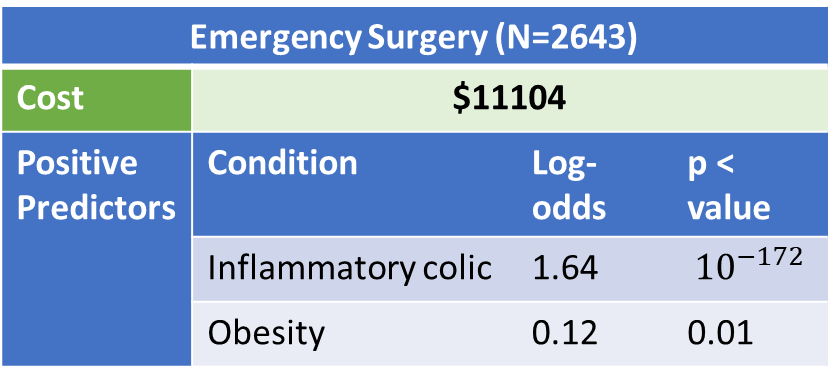 Emergency Surgery (N=2643)
Cost $11104
Positive Predictors Condition Log-odds p < value
Inflammatory colic 1.64 10⁻¹⁷²
Obesity 0.12 0.01